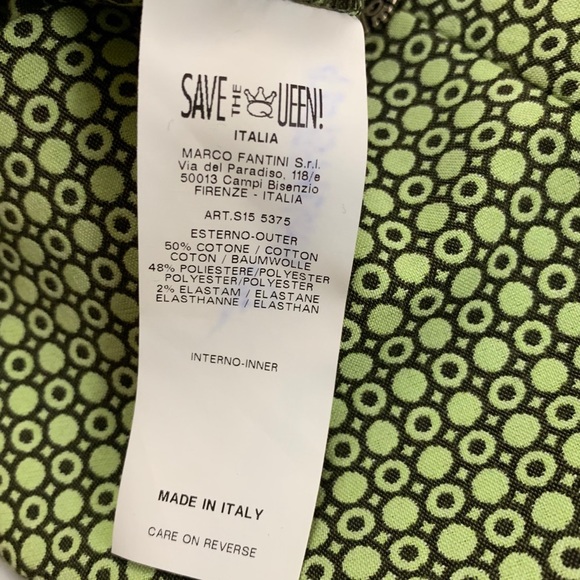 SAVE THE QUEEN!
ITALIA
MARCO FANTINI S.r.l.
Via del Paradiso, 118/e
50013 Campi Bisenzio
FIRENZE - ITALIA
ART.S15 5375
ESTERNO-OUTER
50% COTONE / COTTON
COTON / BAUMWOLLE
48% POLIESTERE/POLYESTER
POLYESTER/POLYESTER
2% ELASTAM / ELASTANE
ELASTHANNE / ELASTHAN
INTERNO-INNER
MADE IN ITALY
CARE ON REVERSE